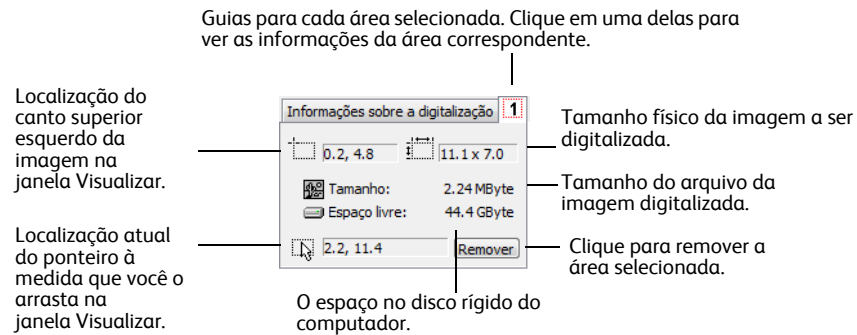 Guias para cada área selecionada. Clique em uma delas para
ver as informações da área correspondente.
Localização do
canto superior
esquerdo da
imagem na
janela Visualizar.
Informações sobre a digitalização 1
0.2, 4.8 11.1 x 7.0
Tamanho: 2.24 MByte
Espaço livre: 44.4 GByte
2.2, 11.4 Remover
Tamanho físico da imagem a ser
digitalizada.
Tamanho do arquivo da
imagem digitalizada.
Localização atual
do ponteiro à
medida que você o
arrasta na
janela Visualizar.
Clique para remover a
área selecionada.
O espaço no disco rígido do
computador.